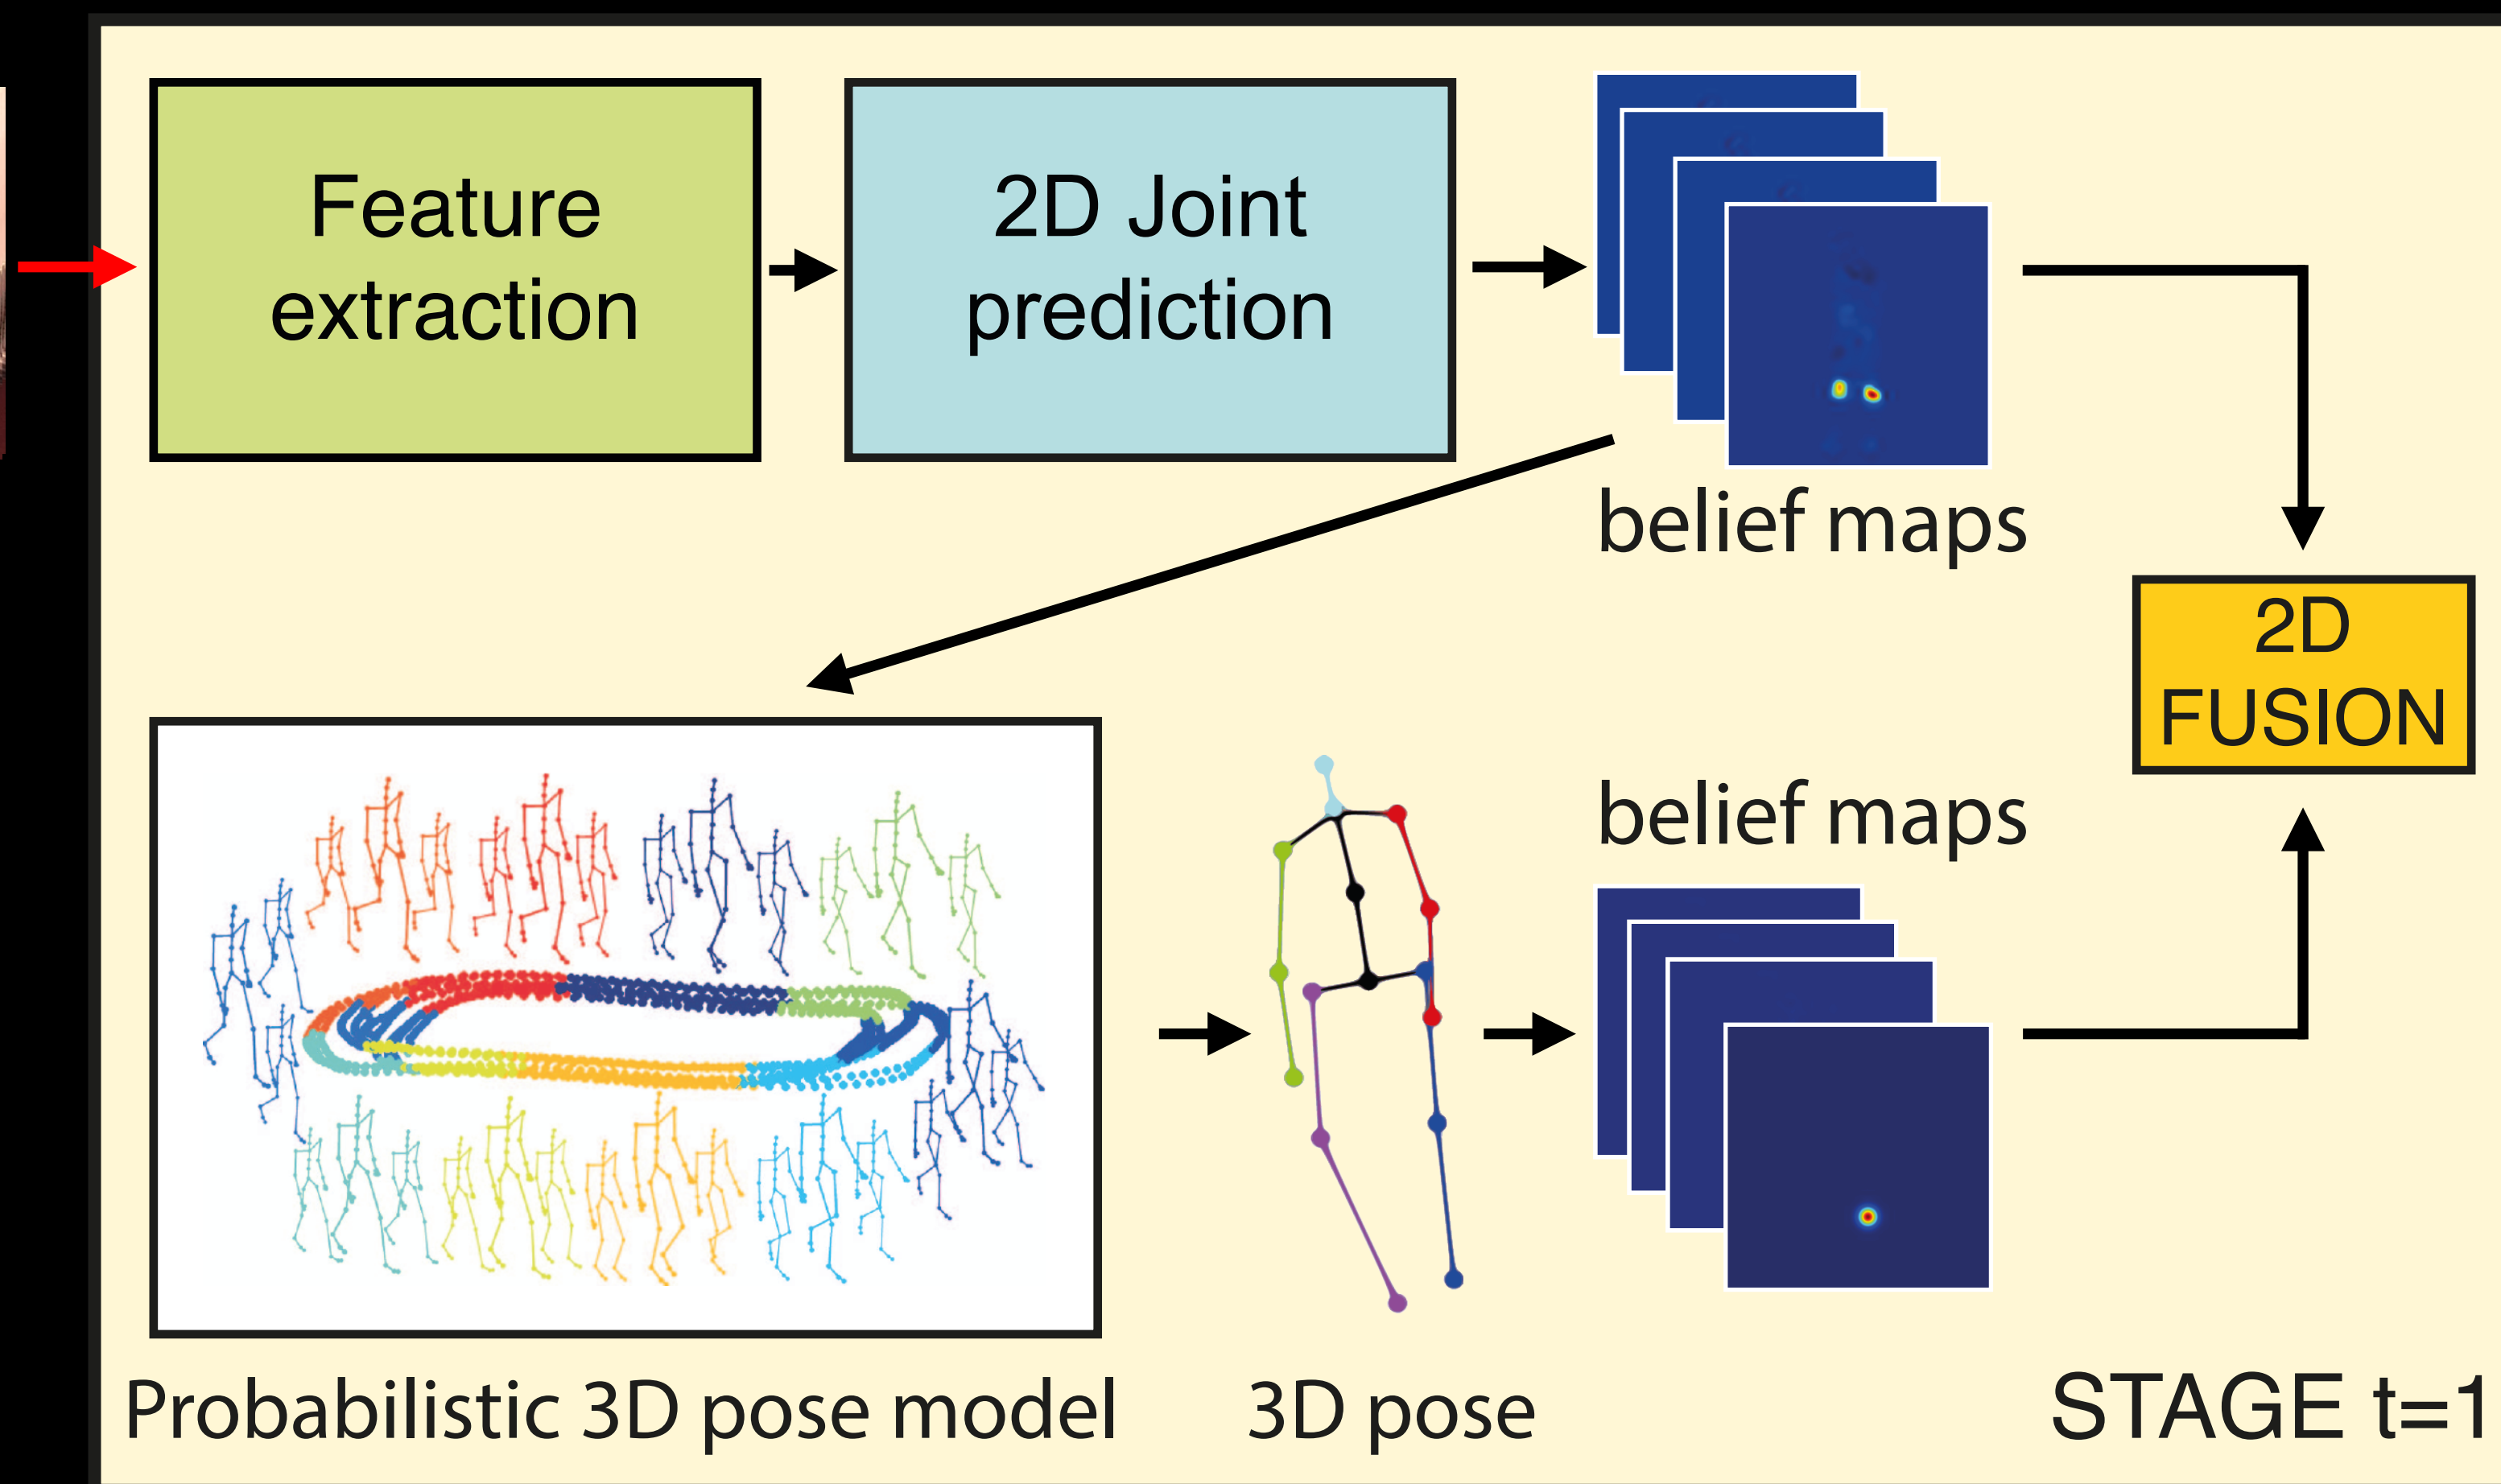 Feature
extraction
2D Joint
prediction
belief maps
2D
FUSION
belief maps
Probabilistic 3D pose model
3D pose
STAGE t=1